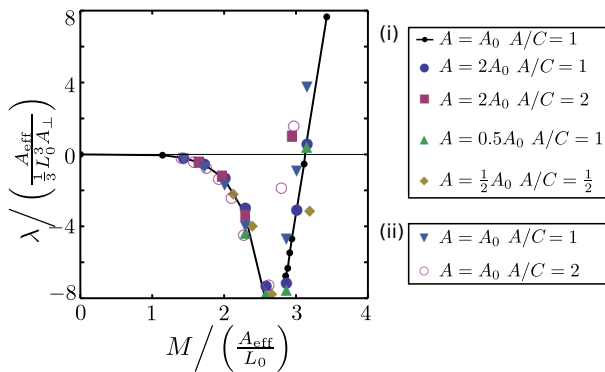 8
4
0
−4
−8
λ/(A_eff / (1/3 L_0^3 A_⊥))
0 1 2 3 4
M/(A_eff / L_0)
(i)
A = A_0 A/C = 1
A = 2A_0 A/C = 1
A = 2A_0 A/C = 2
A = 0.5A_0 A/C = 1
A = 1/2 A_0 A/C = 1/2
(ii)
A = A_0 A/C = 1
A = A_0 A/C = 2